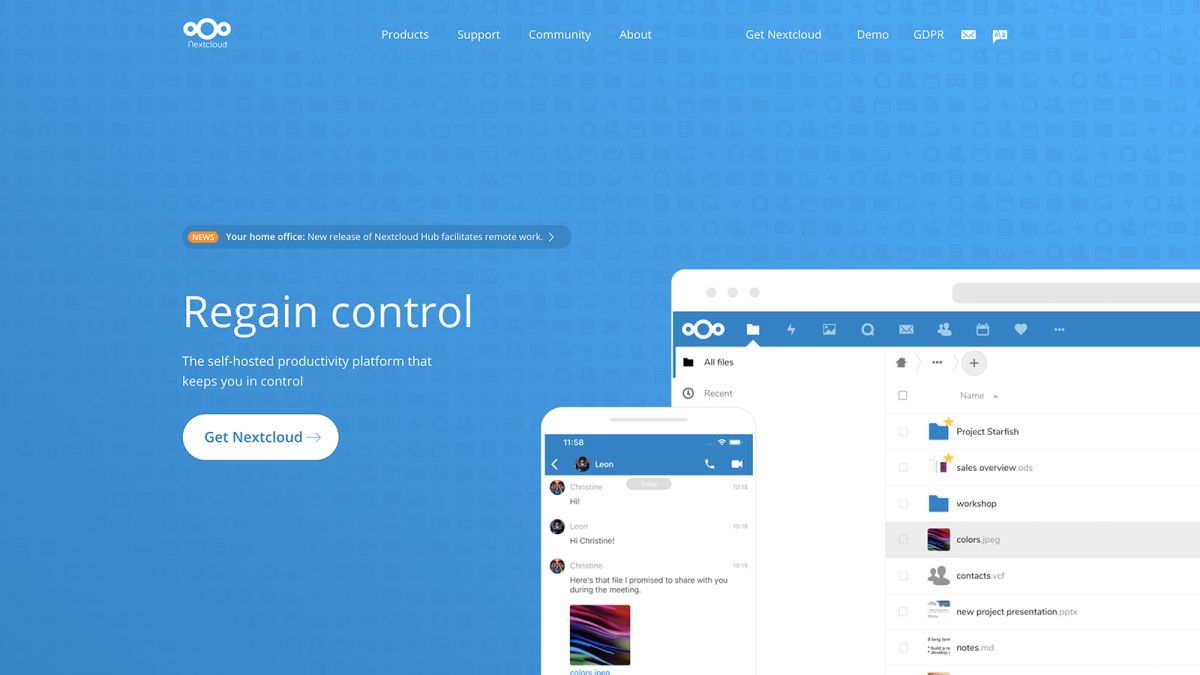 Nextcloud
Products Support Community About Get Nextcloud Demo GDPR
NEWS Your home office: New release of Nextcloud Hub facilitates remote work.
Regain control
The self-hosted productivity platform that
keeps you in control
Get Nextcloud
All files
Recent
Name
Project Starfish
sales overview.ods
workshop
colors.jpeg
contacts.vcf
new project presentation.pptx
notes.md
11:58
Leon
Today
Christine 10:18
Hi!
Leon 10:18
Hi Christine!
Christine 10:19
Here's that file I promised to share with you
during the meeting.
colors.jpeg